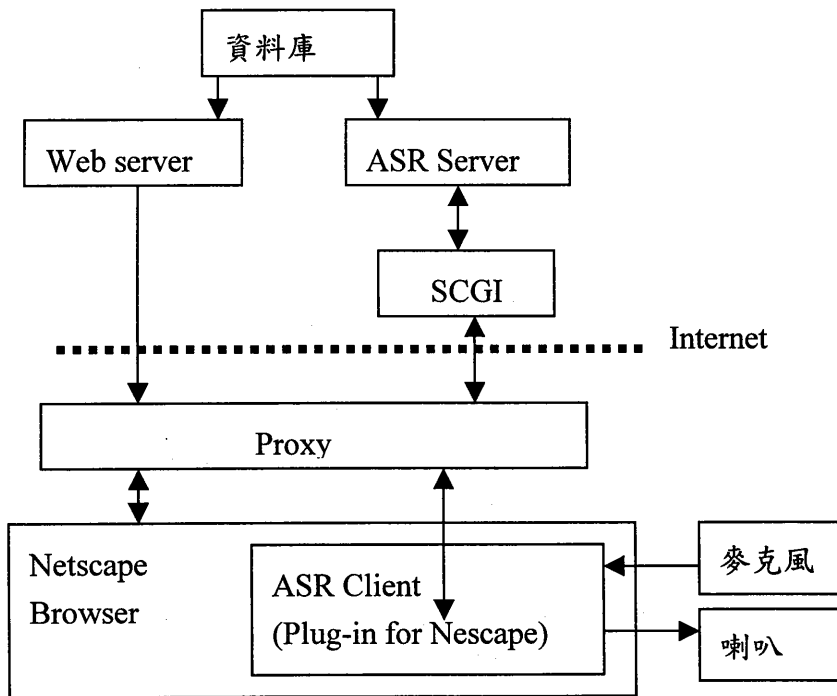 資料庫
Web server
ASR Server
SCGI
Internet
Proxy
Netscape
Browser
ASR Client
(Plug-in for Nescape)
麥克風
喇叭